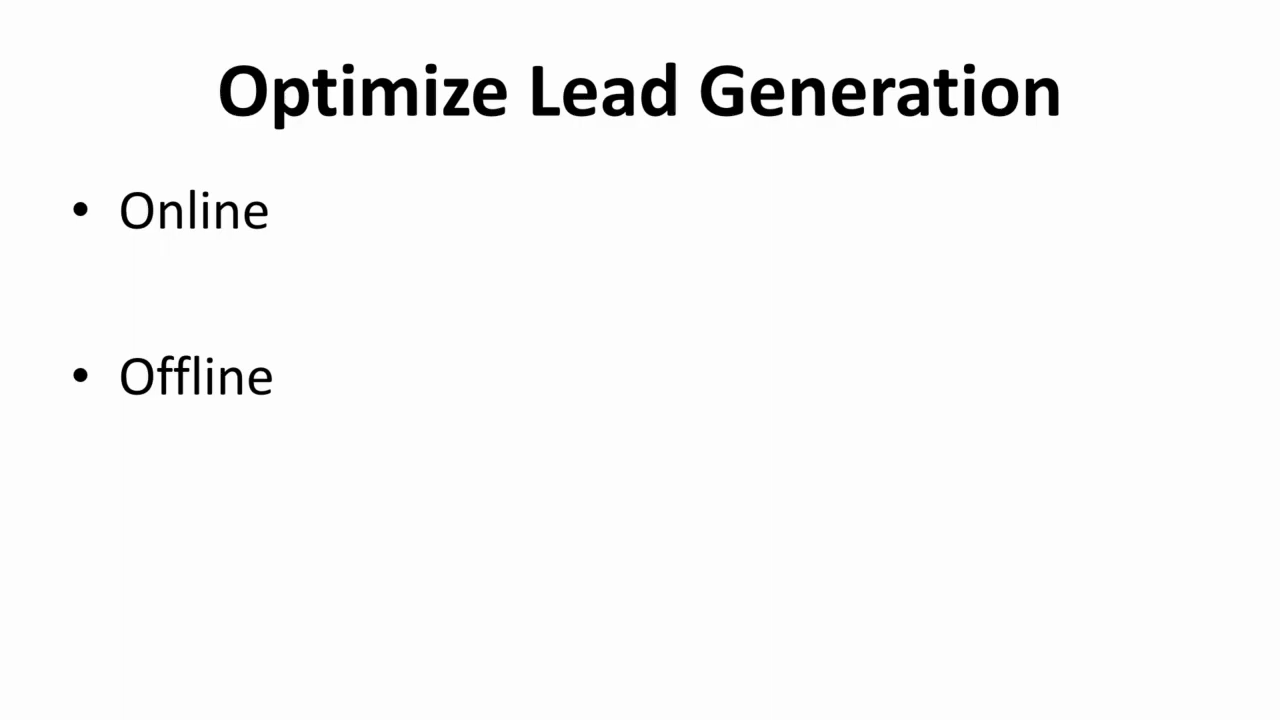 Optimize Lead Generation
• Online
• Offline